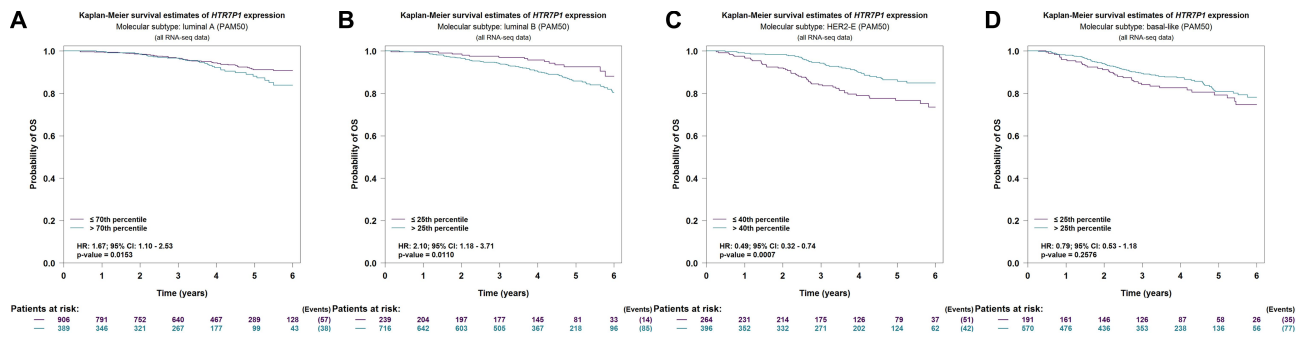 A
Kaplan-Meier survival estimates of HTR7P1 expression
Molecular subtype: luminal A (PAM50)
(all RNA-seq data)
Probability of OS
1.0
0.8
0.6
0.4
0.2
0.0
≤ 70th percentile
> 70th percentile
HR: 1.67; 95% CI: 1.10 - 2.53
p-value = 0.0153
0 1 2 3 4 5 6
Time (years)
Patients at risk: (Events)
906 791 752 640 467 289 128 (57)
389 346 321 267 177 99 43 (38)
B
Kaplan-Meier survival estimates of HTR7P1 expression
Molecular subtype: luminal B (PAM50)
(all RNA-seq data)
Probability of OS
1.0
0.8
0.6
0.4
0.2
0.0
≤ 25th percentile
> 25th percentile
HR: 2.10; 95% CI: 1.18 - 3.71
p-value = 0.0110
0 1 2 3 4 5 6
Time (years)
Patients at risk: (Events)
239 204 197 177 145 81 33 (14)
716 642 603 505 367 218 96 (85)
C
Kaplan-Meier survival estimates of HTR7P1 expression
Molecular subtype: HER2-E (PAM50)
(all RNA-seq data)
Probability of OS
1.0
0.8
0.6
0.4
0.2
0.0
≤ 40th percentile
> 40th percentile
HR: 0.49; 95% CI: 0.32 - 0.74
p-value = 0.0007
0 1 2 3 4 5 6
Time (years)
Patients at risk: (Events)
264 231 214 175 126 79 37 (51)
396 352 332 271 202 124 62 (42)
D
Kaplan-Meier survival estimates of HTR7P1 expression
Molecular subtype: basal-like (PAM50)
(all RNA-seq data)
Probability of OS
1.0
0.8
0.6
0.4
0.2
0.0
≤ 25th percentile
> 25th percentile
HR: 0.79; 95% CI: 0.53 - 1.18
p-value = 0.2576
0 1 2 3 4 5 6
Time (years)
Patients at risk: (Events)
191 161 146 126 87 58 26 (35)
570 476 436 353 238 136 56 (77)